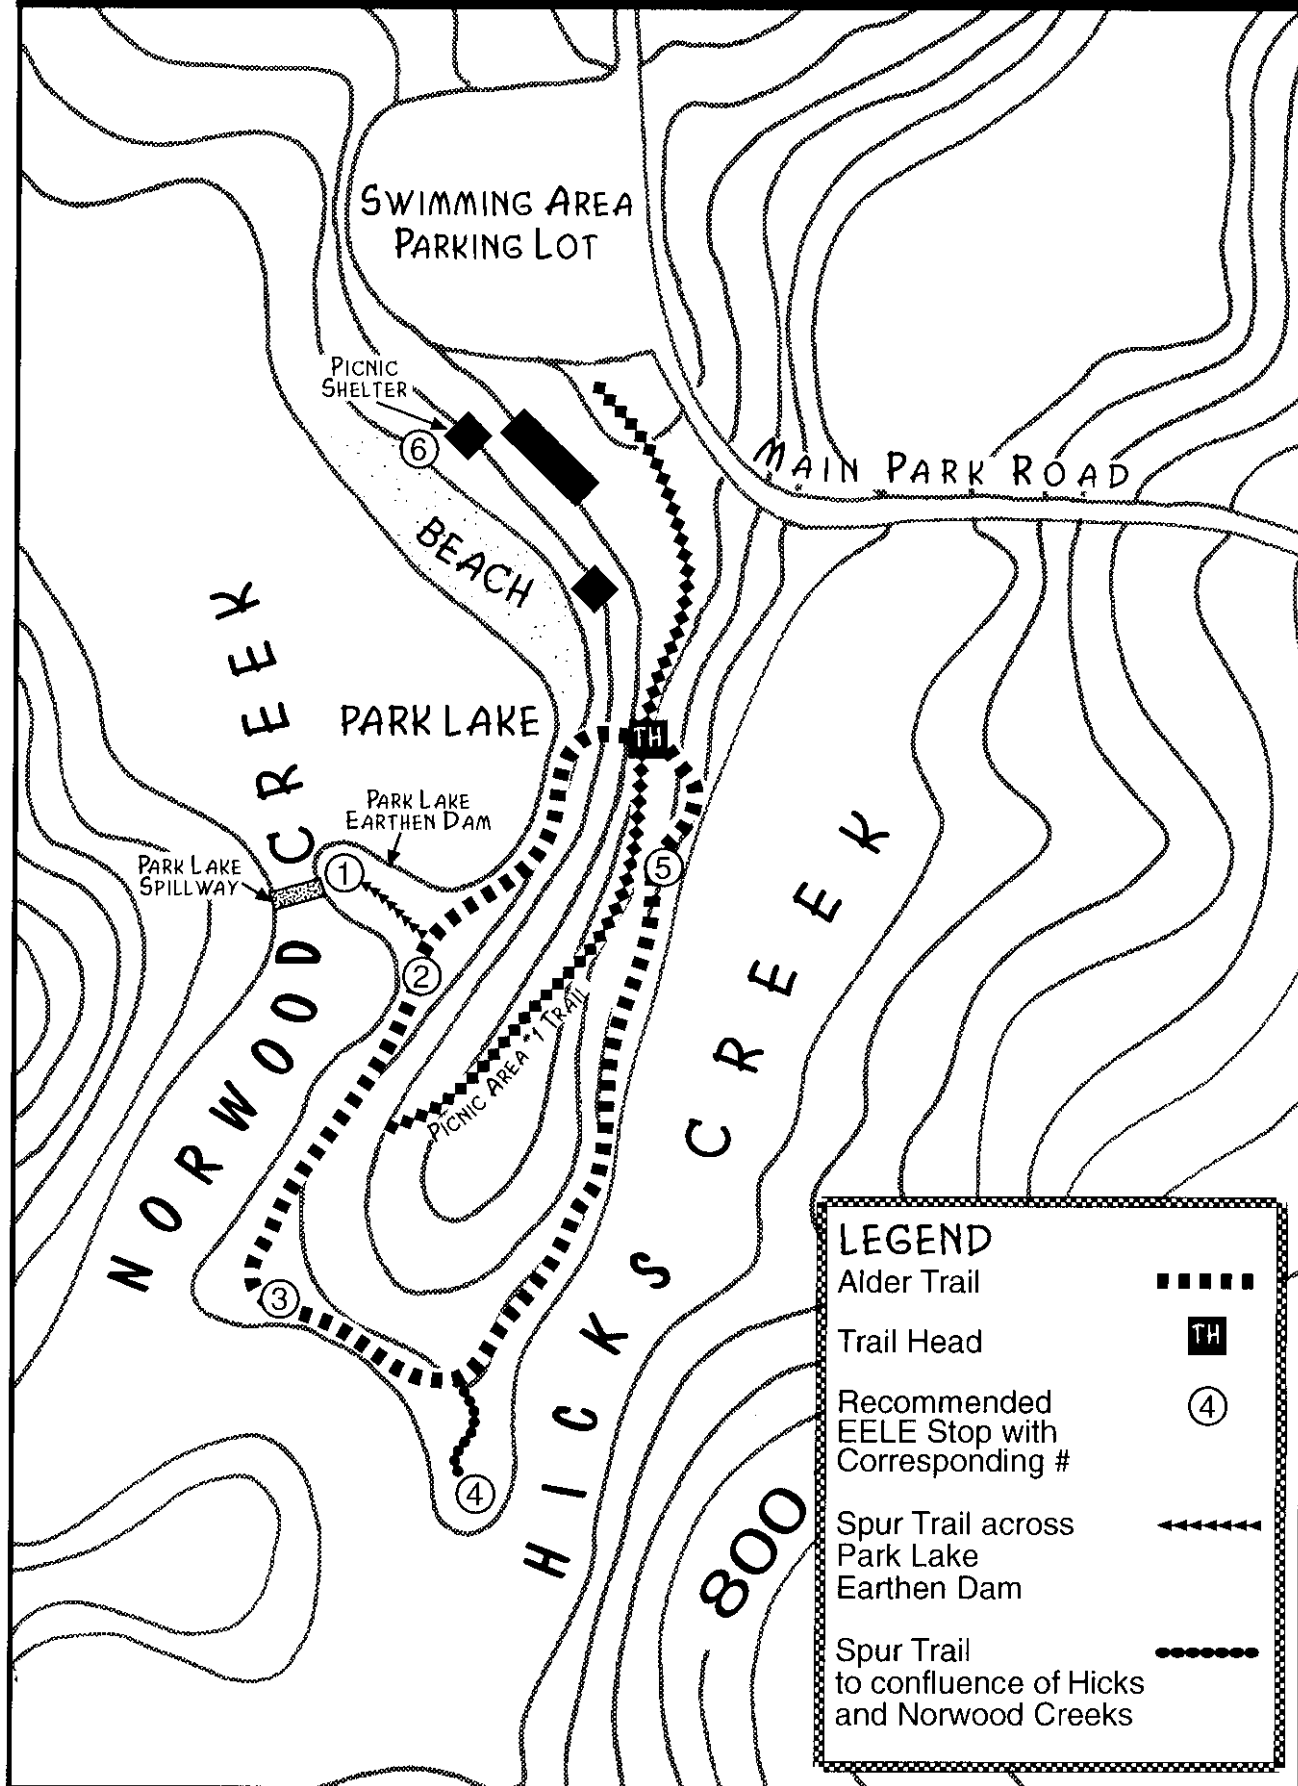 SWIMMING AREA
PARKING LOT
PICNIC
SHELTER
6
MAIN PARK ROAD
BEACH
NORWOOD CREEK
PARK LAKE
TH
PARK LAKE
EARTHEN DAM
PARK LAKE
SPILLWAY
1
5
2
PICNIC AREA #1 TRAIL
HICKS CREEK
3
4
800
LEGEND
Alder Trail
Trail Head
TH
Recommended
EELE Stop with
Corresponding #
4
Spur Trail across
Park Lake
Earthen Dam
Spur Trail
to confluence of Hicks
and Norwood Creeks